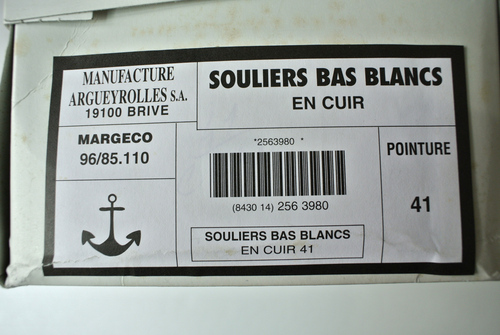 MANUFACTURE
ARGUEYROLLES S.A.
19100 BRIVE
MARGECO
96/85.110
SOULIERS BAS BLANCS
EN CUIR
*2563980 *
(8430 14) 256 3980
SOULIERS BAS BLANCS
EN CUIR 41
POINTURE
41